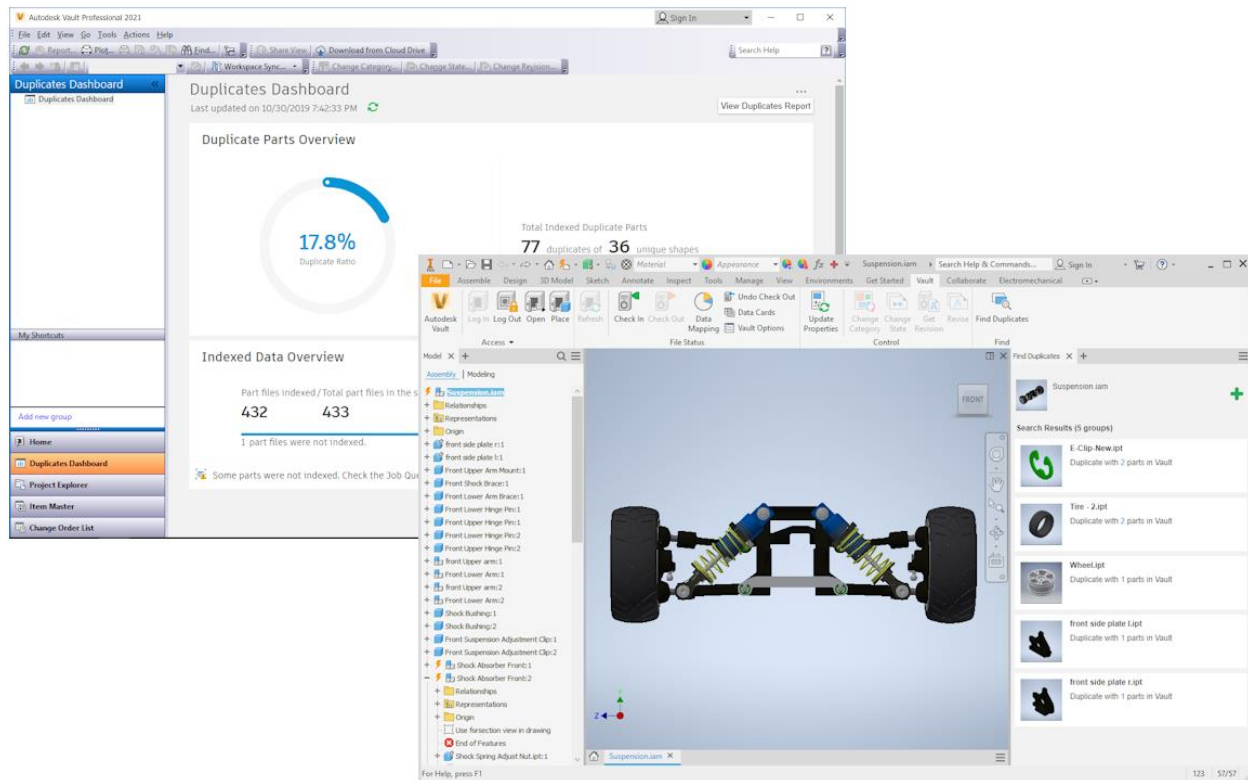 Autodesk Vault Professional 2021
Sign In
File Edit View Go Tools Actions Help
Report... Plot... Find... Share View Download from Cloud Drive
Search Help
Workspace Sync... Change Category... Change State... Change Revision...
Duplicates Dashboard
Duplicates Dashboard
My Shortcuts
Add new group
Home
Duplicates Dashboard
Project Explorer
Item Master
Change Order List
Duplicates Dashboard
Last updated on 10/30/2019 7:42:33 PM
View Duplicates Report
Duplicate Parts Overview
17.8%
Duplicate Ratio
Total Indexed Duplicate Parts
77 duplicates of 36 unique shapes
Indexed Data Overview
Part files indexed / Total part files in the s
432 433
1 part files were not indexed.
Some parts were not indexed. Check the Job Que
Material Appearance Suspension.iam Search Help & Commands... Sign In
File Assemble Design 3D Model Sketch Annotate Inspect Tools Manage View Environments Get Started Vault Collaborate Electromechanical
Autodesk Vault
Log In Log Out Open Place Refresh
Access
Check In Check Out Data Mapping
Undo Check Out
Data Cards
Vault Options
File Status
Update Properties
Change Category Change State Get Revision Revise
Control
Find Duplicates
Find
Model
Assembly Modeling
Suspension.iam
Relationships
Representations
Origin
front side plate r:1
front side plate l:1
Front Upper Arm Mount:1
Front Shock Brace:1
Front Lower Arm Brace:1
Front Lower Hinge Pin:1
Front Upper Hinge Pin:1
Front Lower Hinge Pin:2
Front Upper Hinge Pin:2
front Upper arm:1
Front Lower Arm:1
front Upper arm:2
Front Lower Arm:2
Shock Bushing:1
Shock Bushing:2
Front Suspension Adjustment Clip:1
Front Suspension Adjustment Clip:2
Shock Absorber Front:1
Shock Absorber Front:2
Relationships
Representations
Origin
Use forsection view in drawing
End of Features
Shock Spring Adjust Nut.ipt:1
FRONT
Y
Z
Suspension.iam
Find Duplicates
Suspension.iam
Search Results (5 groups)
E-Clip-New.ipt
Duplicate with 2 parts in Vault
Tire - 2.ipt
Duplicate with 2 parts in Vault
Wheel.ipt
Duplicate with 1 parts in Vault
front side plate l.ipt
Duplicate with 1 parts in Vault
front side plate r.ipt
Duplicate with 1 parts in Vault
For Help, press F1
123 57/57